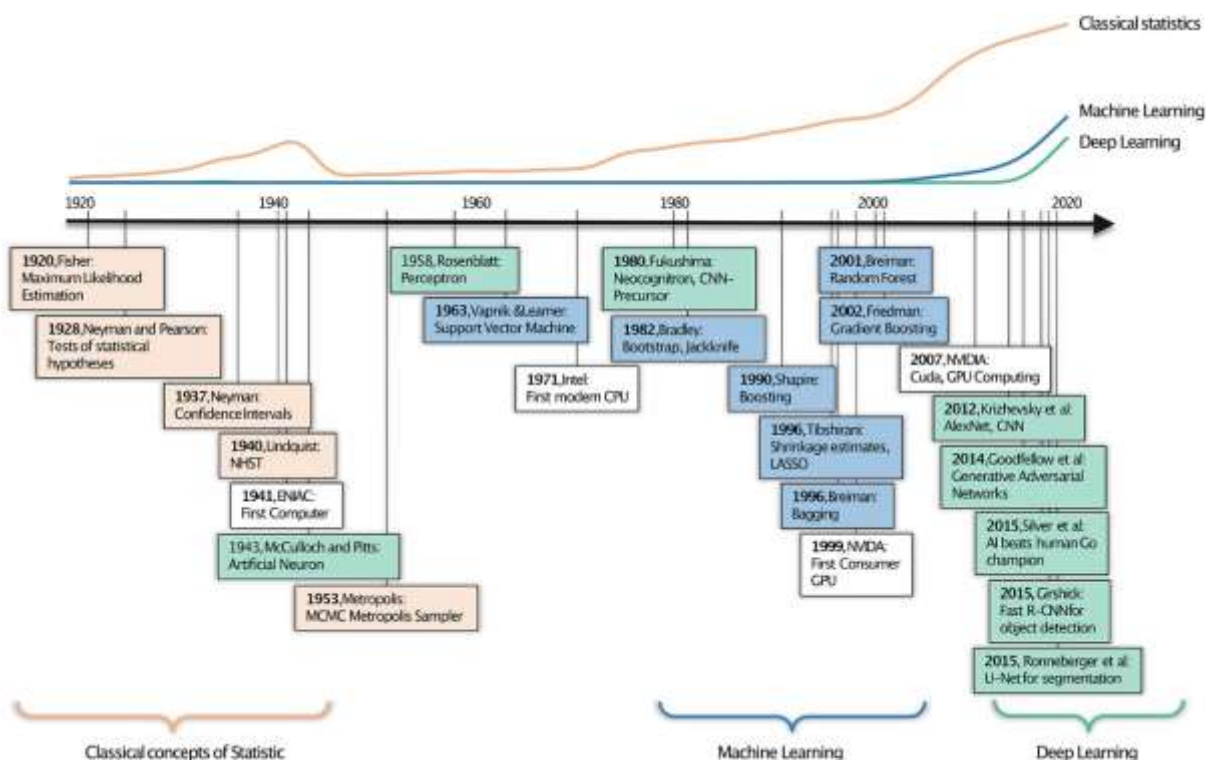 Classical statistics
Machine Learning
Deep Learning
1920
1940
1960
1980
2000
2020
1920,Fisher:
Maximum Likelihood
Estimation
1928,Neyman and Pearson:
Tests of statistical
hypotheses
1937,Neyman:
Confidence Intervals
1940,Lindquist:
NHST
1941,ENIAC:
First Computer
1943,McCulloch and Pitts:
Artificial Neuron
1953,Metropolis:
MCMC Metropolis Sampler
1958, Rosenblatt:
Perceptron
1963,Vapnik &Learner:
Support Vector Machine
1971,Intel:
First modern CPU
1980,Fukushima:
Neocognitron, CNN–
Precursor
1982,Bradley:
Bootstrap, Jackknife
1990,Shapire:
Boosting
1996,Tibshirani:
Shrinkage estimates,
LASSO
1996,Breiman:
Bagging
1999,NVIDA:
First Consumer
GPU
2001,Breiman:
Random Forest
2002, Friedman:
Gradient Boosting
2007,NVIDIA:
Cuda, GPU Computing
2012,Krizhevsky et al:
AlexNet, CNN
2014,Goodfellow et al:
Generative Adversarial
Networks
2015,Silver et al:
AI beats human Go
champion
2015, Girshick:
Fast R-CNN for
object detection
2015, Ronneberger et al:
U-Net for segmentation
Classical concepts of Statistic
Machine Learning
Deep Learning